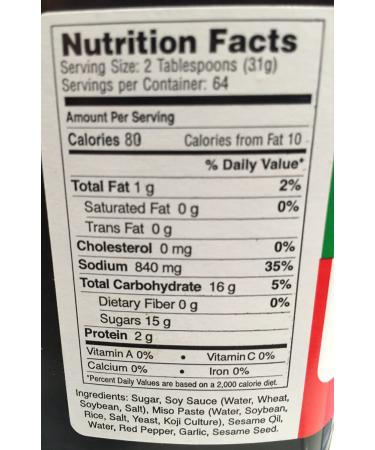 Nutrition Facts
Serving Size: 2 Tablespoons (31g)
Servings per Container: 64
Amount Per Serving
Calories 80 Calories from Fat 10
% Daily Value*
Total Fat 1 g 2%
Saturated Fat 0 g 0%
Trans Fat 0 g
Cholesterol 0 mg 0%
Sodium 840 mg 35%
Total Carbohydrate 16 g 5%
Dietary Fiber 0 g 0%
Sugars 15 g
Protein 2 g
Vitamin A 0% • Vitamin C 0%
Calcium 0% • Iron 0%
*Percent Daily Values are based on a 2,000 calorie diet.
Ingredients: Sugar, Soy Sauce (Water, Wheat,
Soybean, Salt), Miso Paste (Water, Soybean,
Rice, Salt, Yeast, Koji Culture), Sesame Oil,
Water, Red Pepper, Garlic, Sesame Seed.